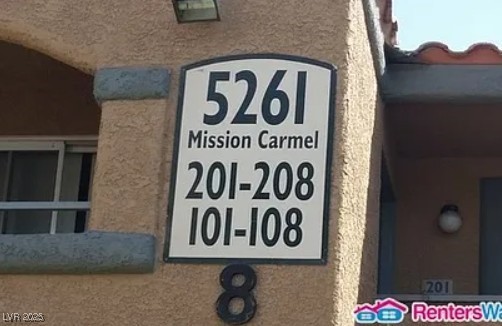 5261
Mission Carmel
201-208
101-108
8
201
LVR 2025
RentersWa